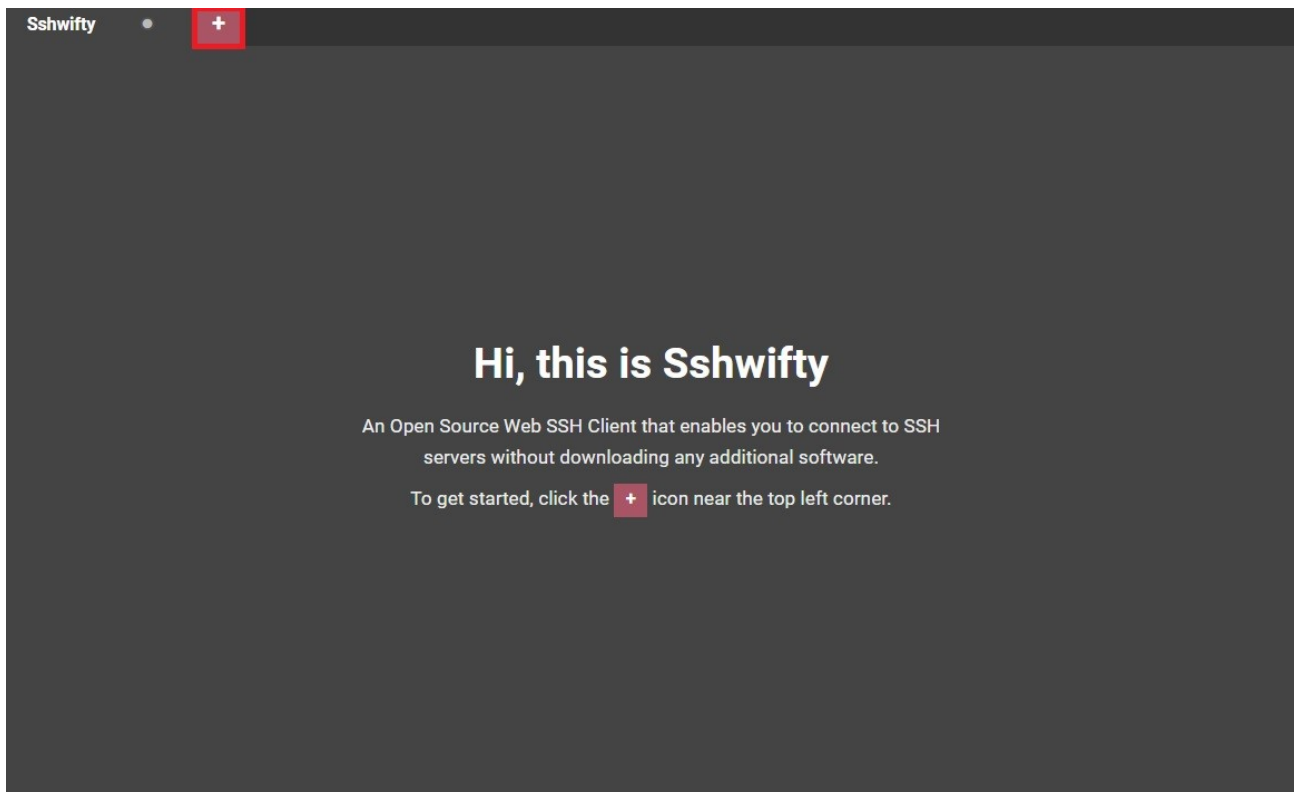 Sshwifty +
Hi, this is Sshwifty
An Open Source Web SSH Client that enables you to connect to SSH
servers without downloading any additional software.
To get started, click the + icon near the top left corner.